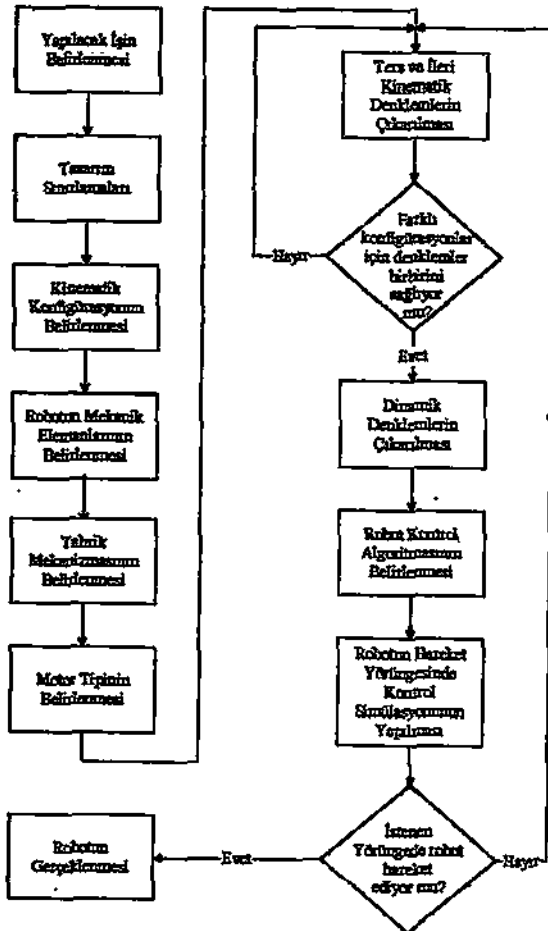 Yapılacak İşin
Belirlenmesi
Tasarım
Sınırlamaları
Kinematik
Konfigürasyonun
Belirlenmesi
Robotun Mekanik
Elemanlarının
Belirlenmesi
Tahrik
Mekanizmasının
Belirlenmesi
Motor Tipinin
Belirlenmesi
Ters ve İleri
Kinematik
Denklemlerin
Çıkartılması
Farklı
konfigürasyonlar
için denklemler
birbirini
sağlıyor
mu?
Hayır
Evet
Dinamik
Denklemlerin
Çıkartılması
Robot Kontrol
Algoritmasının
Belirlenmesi
Robotun Hareket
Yörüngesinde
Kontrol
Simülasyonunun
Yapılması
İstenen
Yörüngede robot
hareket
ediyor mu?
Hayır
Evet
Robotun
Gerçeklenmesi